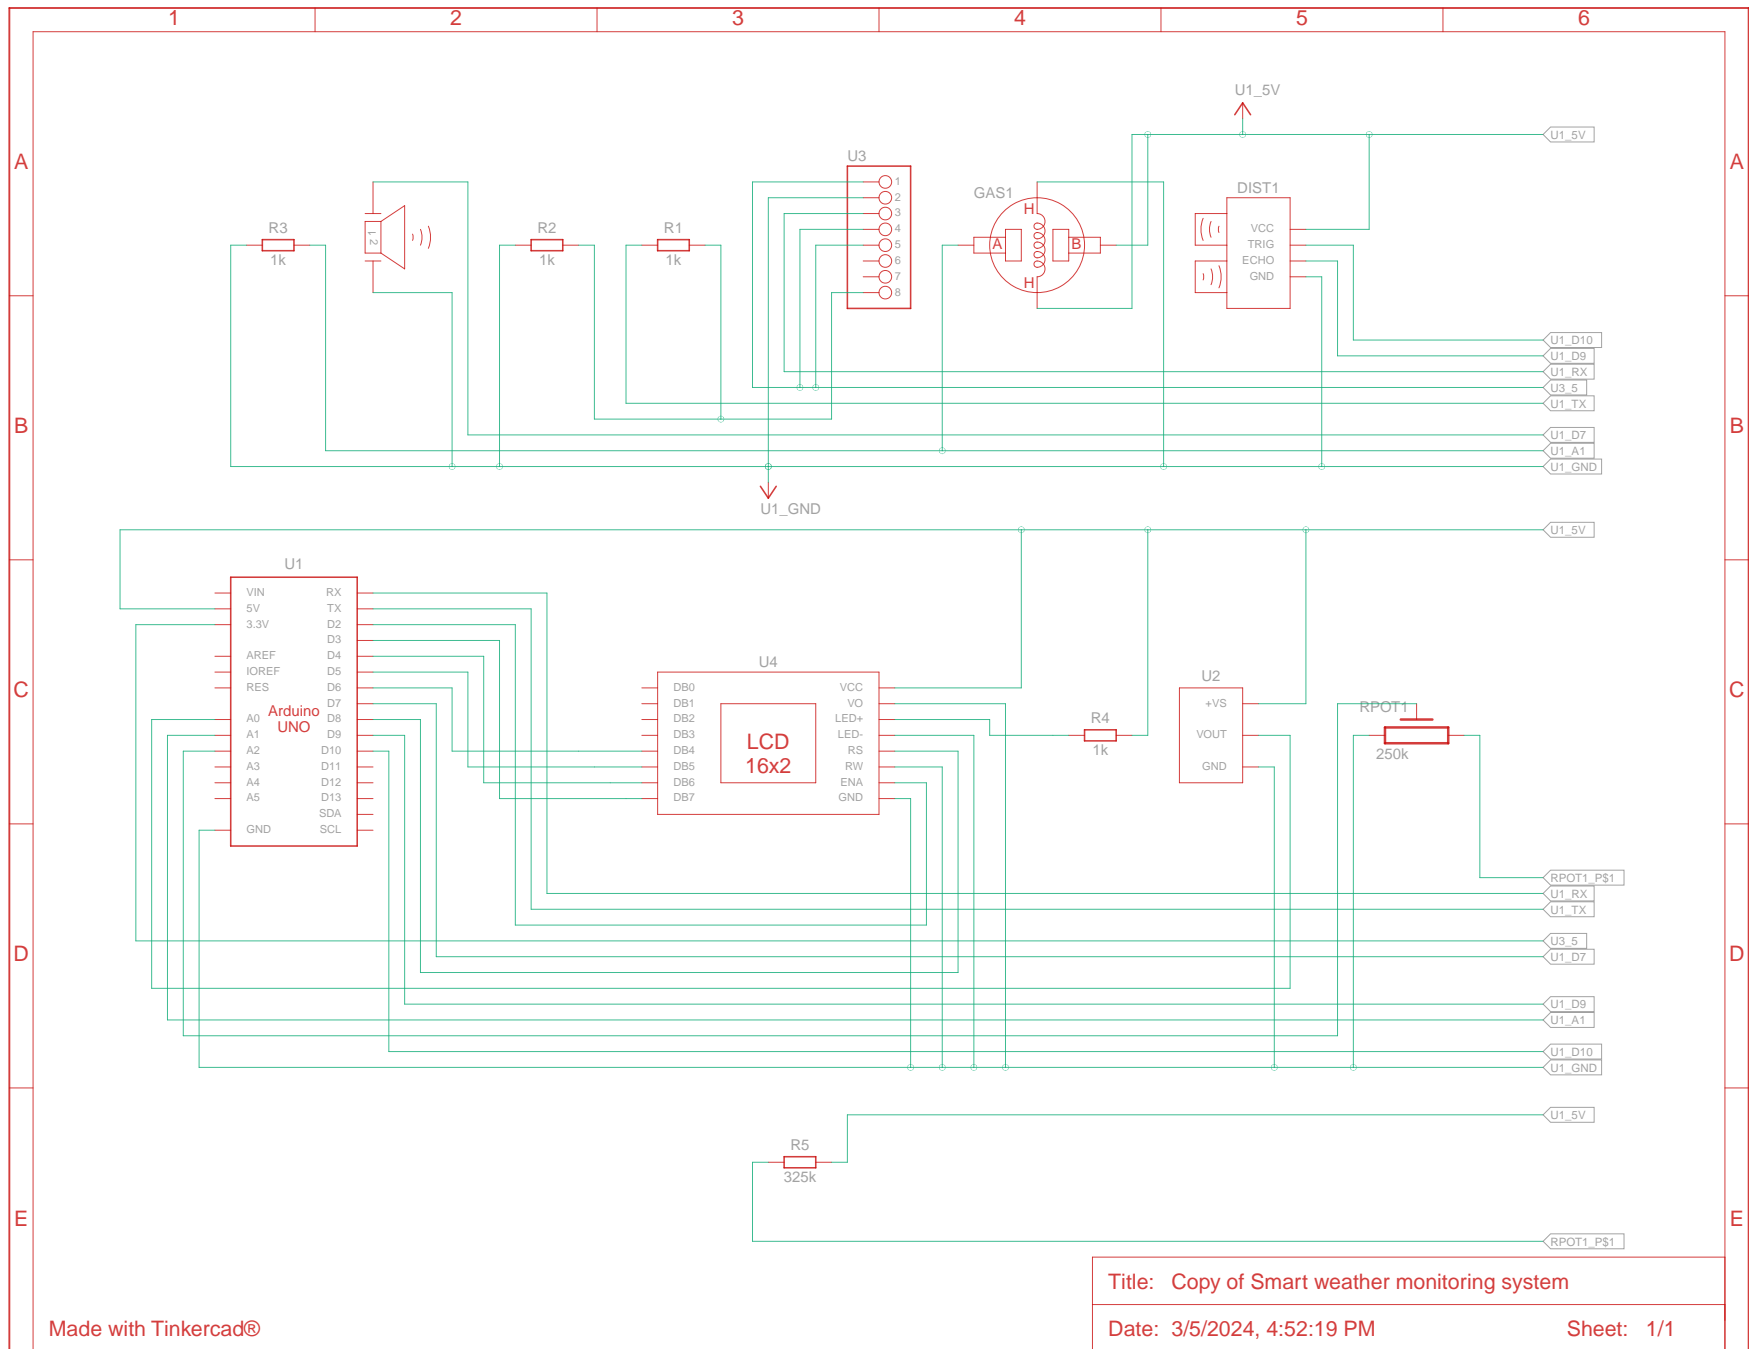 1 2 3 4 5 6
U1_5V
U1_5V
A A
U3
1
2
3
4
5
6
7
8
GAS1
H
A B
H
DIST1
VCC
TRIG
ECHO
GND
R3
1k
1 2
R2
1k
R1
1k
U1_D10
U1_D9
U1_RX
U3_5
U1_TX
B B
U1_D7
U1_A1
U1_GND
U1_GND
U1_5V
U1
VIN RX
5V TX
3.3V D2
D3
AREF D4
IOREF D5
RES D6
D7
Arduino
UNO
A0 D8
A1 D9
A2 D10
A3 D11
A4 D12
A5 D13
SDA
GND SCL
C C
U4
DB0 VCC
DB1 VO
DB2 LED+
DB3 LED-
DB4 RS
DB5 RW
DB6 ENA
DB7 GND
LCD
16x2
R4
1k
U2
+VS
VOUT
GND
RPOT1
250k
RPOT1_P$1
U1_RX
U1_TX
U3_5
D D
U1_D7
U1_D9
U1_A1
U1_D10
U1_GND
U1_5V
R5
325k
E E
RPOT1_P$1
Title: Copy of Smart weather monitoring system
Made with Tinkercad®
Date: 3/5/2024, 4:52:19 PM Sheet: 1/1